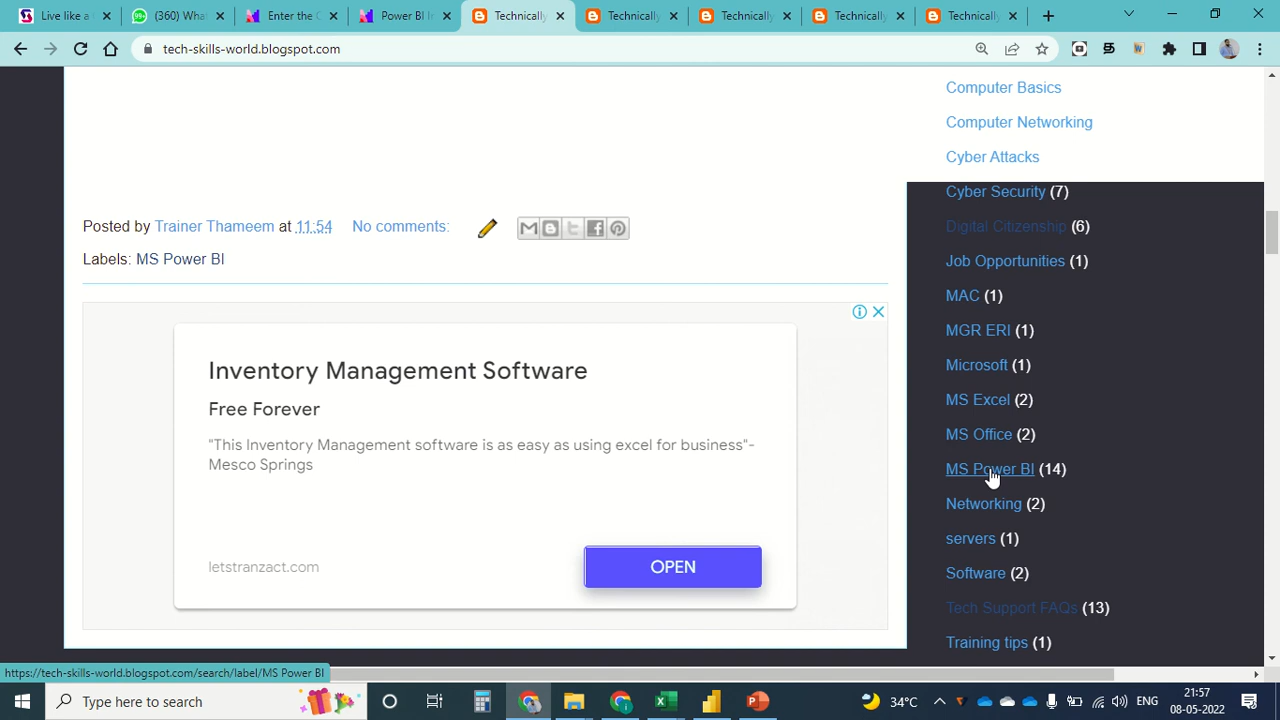 Live like a
(360) What
Enter the C
Power BI In
Technically
Technically
Technically
Technically
Technically
tech-skills-world.blogspot.com
Computer Basics
Computer Networking
Cyber Attacks
Cyber Security (7)
Digital Citizenship (6)
Job Opportunities (1)
MAC (1)
MGR ERI (1)
Microsoft (1)
MS Excel (2)
MS Office (2)
MS Power BI (14)
Networking (2)
servers (1)
Software (2)
Tech Support FAQs (13)
Training tips (1)
Posted by Trainer Thameem at 11:54 No comments:
Labels: MS Power BI
Inventory Management Software
Free Forever
"This Inventory Management software is as easy as using excel for business"-
Mesco Springs
letstranzact.com
OPEN
https://tech-skills-world.blogspot.com/search/label/MS Power BI
Type here to search
34°C
ENG
21:57
08-05-2022